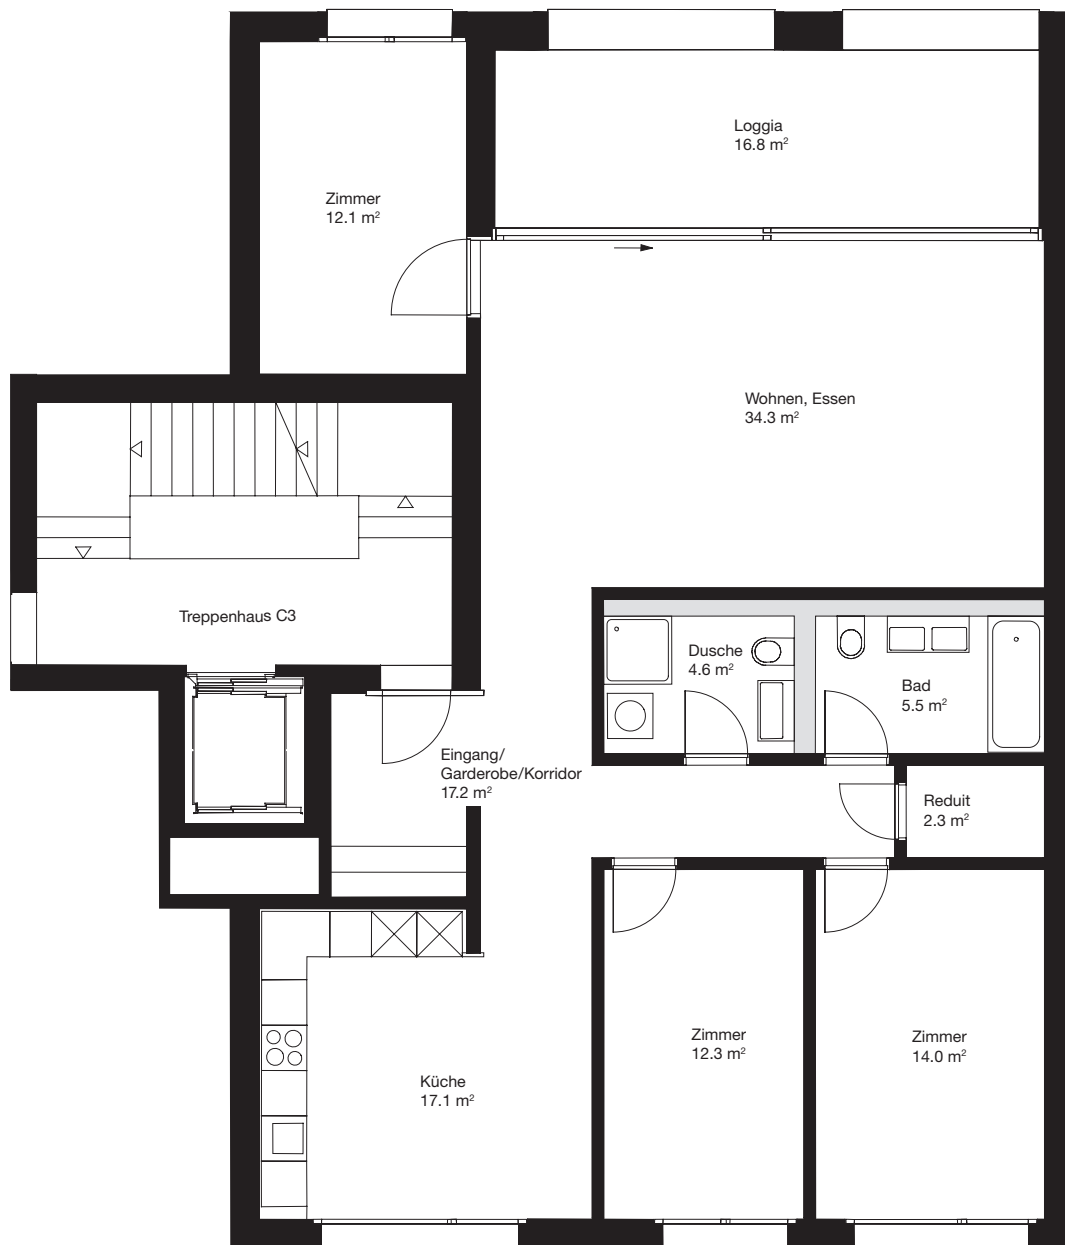 Loggia
16.8 m²
Zimmer
12.1 m²
Wohnen, Essen
34.3 m²
Treppenhaus C3
Dusche
4.6 m²
Bad
5.5 m²
Eingang/
Garderobe/Korridor
17.2 m²
Reduit
2.3 m²
Zimmer
12.3 m²
Zimmer
14.0 m²
Küche
17.1 m²